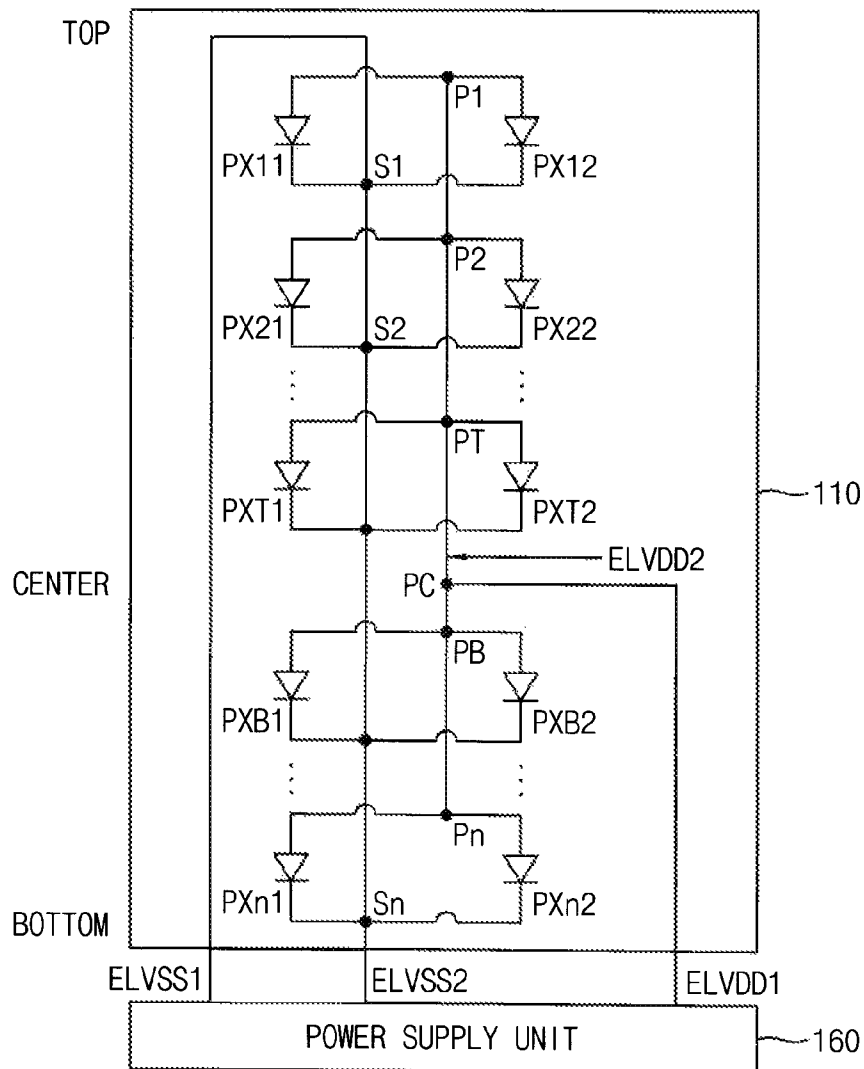 TOP
P1
PX11
S1
PX12
P2
PX21
S2
PX22
PT
PXT1
PXT2
110
ELVDD2
CENTER
PC
PB
PXB1
PXB2
Pn
PXn1
Sn
PXn2
BOTTOM
ELVSS1
ELVSS2
ELVDD1
POWER SUPPLY UNIT
160